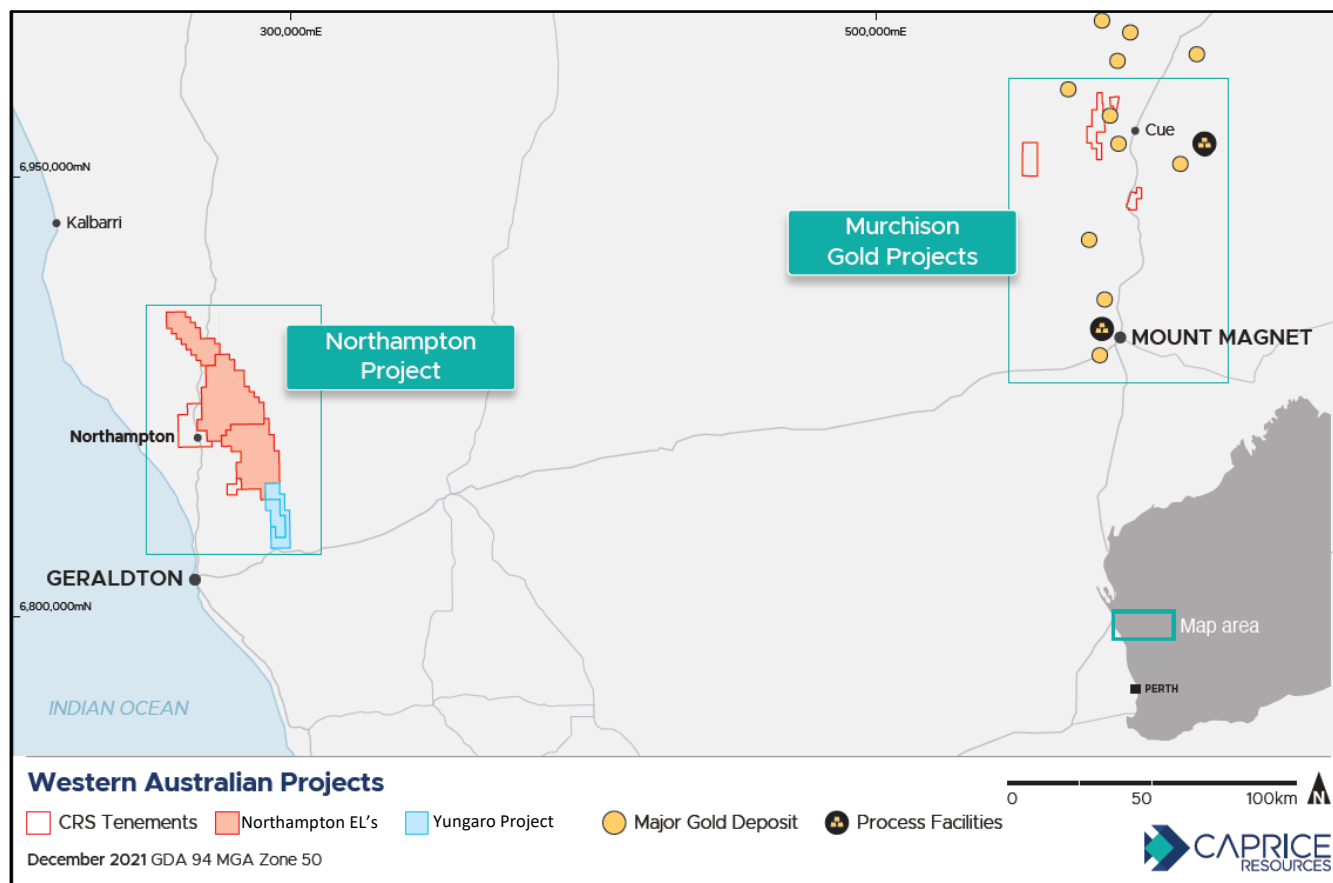 300,000mE
500,000mE
Cue
6,950,000mN
Kalbarri
Murchison
Gold Projects
Northampton
Project
MOUNT MAGNET
Northampton
GERALDTON
6,800,000mN
Map area
PERTH
INDIAN OCEAN
Western Australian Projects
0 50 100km N
CRS Tenements Northampton EL's Yungaro Project Major Gold Deposit Process Facilities
December 2021 GDA 94 MGA Zone 50
CAPRICE
RESOURCES